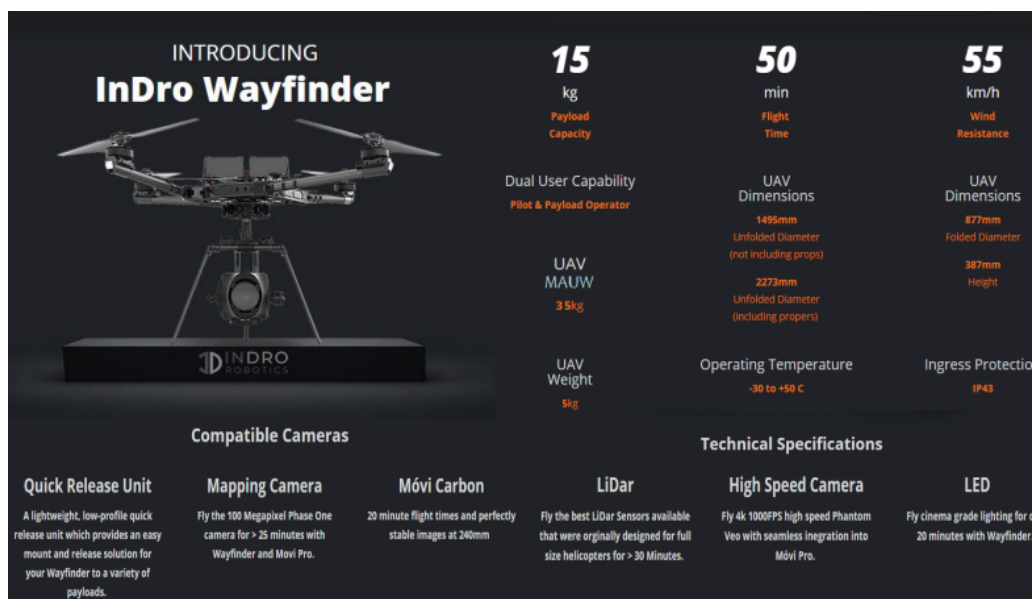 INTRODUCING
InDro Wayfinder
INDRO
ROBOTICS
15
kg
Payload
Capacity
50
min
Flight
Time
55
km/h
Wind
Resistance
Dual User Capability
Pilot & Payload Operator
UAV
Dimensions
1495mm
Unfolded Diameter
(not including props)
2273mm
Unfolded Diameter
(including propers)
UAV
Dimensions
877mm
Folded Diameter
387mm
Height
UAV
MAUW
35kg
UAV
Weight
5kg
Operating Temperature
-30 to +50 C
Ingress Protectio
IP43
Compatible Cameras
Technical Specifications
Quick Release Unit
A lightweight, low-profile quick
release unit which provides an easy
mount and release solution for
your Wayfinder to a variety of
payloads.
Mapping Camera
Fly the 100 Megapixel Phase One
camera for > 25 minutes with
Wayfinder and Movi Pro.
Móvi Carbon
20 minute flight times and perfectly
stable images at 240mm
LiDar
Fly the best LiDar Sensors available
that were orginally designed for full
size helicopters for > 30 Minutes.
High Speed Camera
Fly 4k 1000FPS high speed Phantom
Veo with seamless inegration into
Móvi Pro.
LED
Fly cinema grade lighting for
20 minutes with Wayfinder.